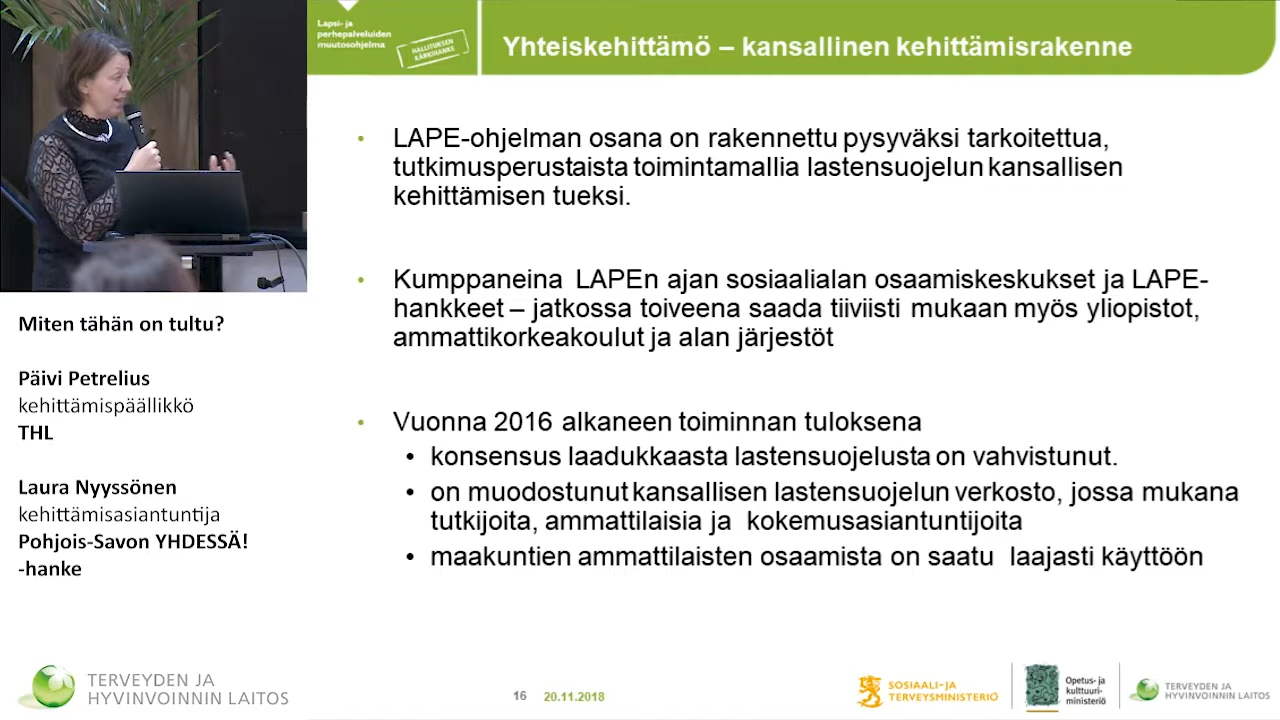 Lapsi- ja
perhepalveluiden
muutosohjelma
HALLITUKSEN
KÄRKIHANKE
Yhteiskehittämö – kansallinen kehittämisrakenne
• LAPE-ohjelman osana on rakennettu pysyväksi tarkoitettua,
tutkimusperustaista toimintamallia lastensuojelun kansallisen
kehittämisen tueksi.
• Kumppaneina LAPEn ajan sosiaalialan osaamiskeskukset ja LAPE-
hankkeet – jatkossa toiveena saada tiiviisti mukaan myös yliopistot,
ammattikorkeakoulut ja alan järjestöt
• Vuonna 2016 alkaneen toiminnan tuloksena
• konsensus laadukkaasta lastensuojelusta on vahvistunut.
• on muodostunut kansallisen lastensuojelun verkosto, jossa mukana
tutkijoita, ammattilaisia ja kokemusasiantuntijoita
• maakuntien ammattilaisten osaamista on saatu laajasti käyttöön
Miten tähän on tultu?
Päivi Petrelius
kehittämispäällikkö
THL
Laura Nyyssönen
kehittämisasiantuntija
Pohjois-Savon YHDESSÄ!
-hanke
TERVEYDEN JA
HYVINVOINNIN LAITOS
16 20.11.2018
SOSIAALI- JA
TERVEYSMINISTERIÖ
Opetus- ja
kulttuuri-
ministeriö
TERVEYDEN JA
HYVINVOINNIN LAITOS